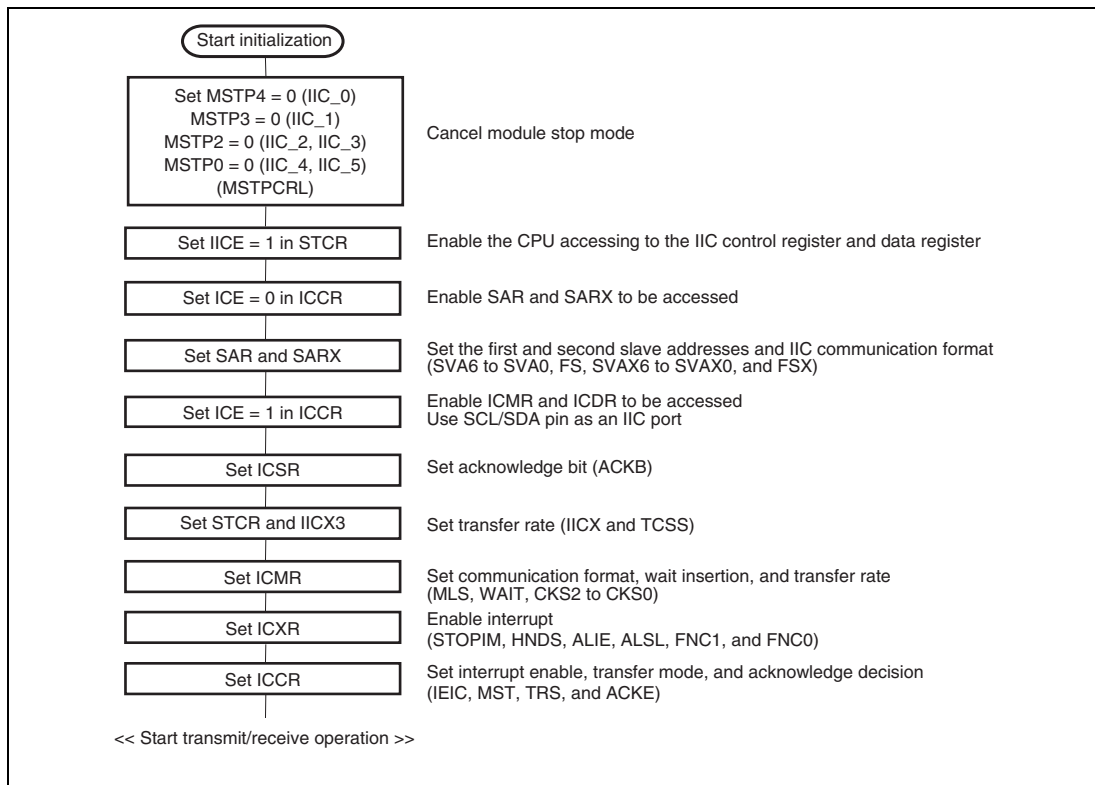 Start initialization
Set MSTP4 = 0 (IIC_0)
MSTP3 = 0 (IIC_1)
MSTP2 = 0 (IIC_2, IIC_3)
MSTP0 = 0 (IIC_4, IIC_5)
(MSTPCRL)
Cancel module stop mode
Set IICE = 1 in STCR
Enable the CPU accessing to the IIC control register and data register
Set ICE = 0 in ICCR
Enable SAR and SARX to be accessed
Set SAR and SARX
Set the first and second slave addresses and IIC communication format
(SVA6 to SVA0, FS, SVAX6 to SVAX0, and FSX)
Set ICE = 1 in ICCR
Enable ICMR and ICDR to be accessed
Use SCL/SDA pin as an IIC port
Set ICSR
Set acknowledge bit (ACKB)
Set STCR and IICX3
Set transfer rate (IICX and TCSS)
Set ICMR
Set communication format, wait insertion, and transfer rate
(MLS, WAIT, CKS2 to CKS0)
Set ICXR
Enable interrupt
(STOPIM, HNDS, ALIE, ALSL, FNC1, and FNC0)
Set ICCR
Set interrupt enable, transfer mode, and acknowledge decision
(IEIC, MST, TRS, and ACKE)
<< Start transmit/receive operation >>